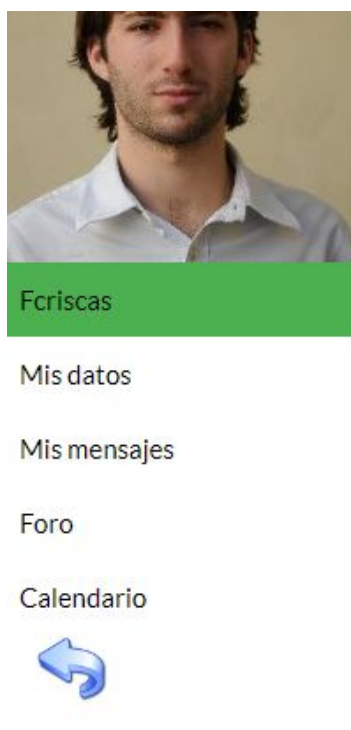 Fcriscas
Mis datos
Mis mensajes
Foro
Calendario